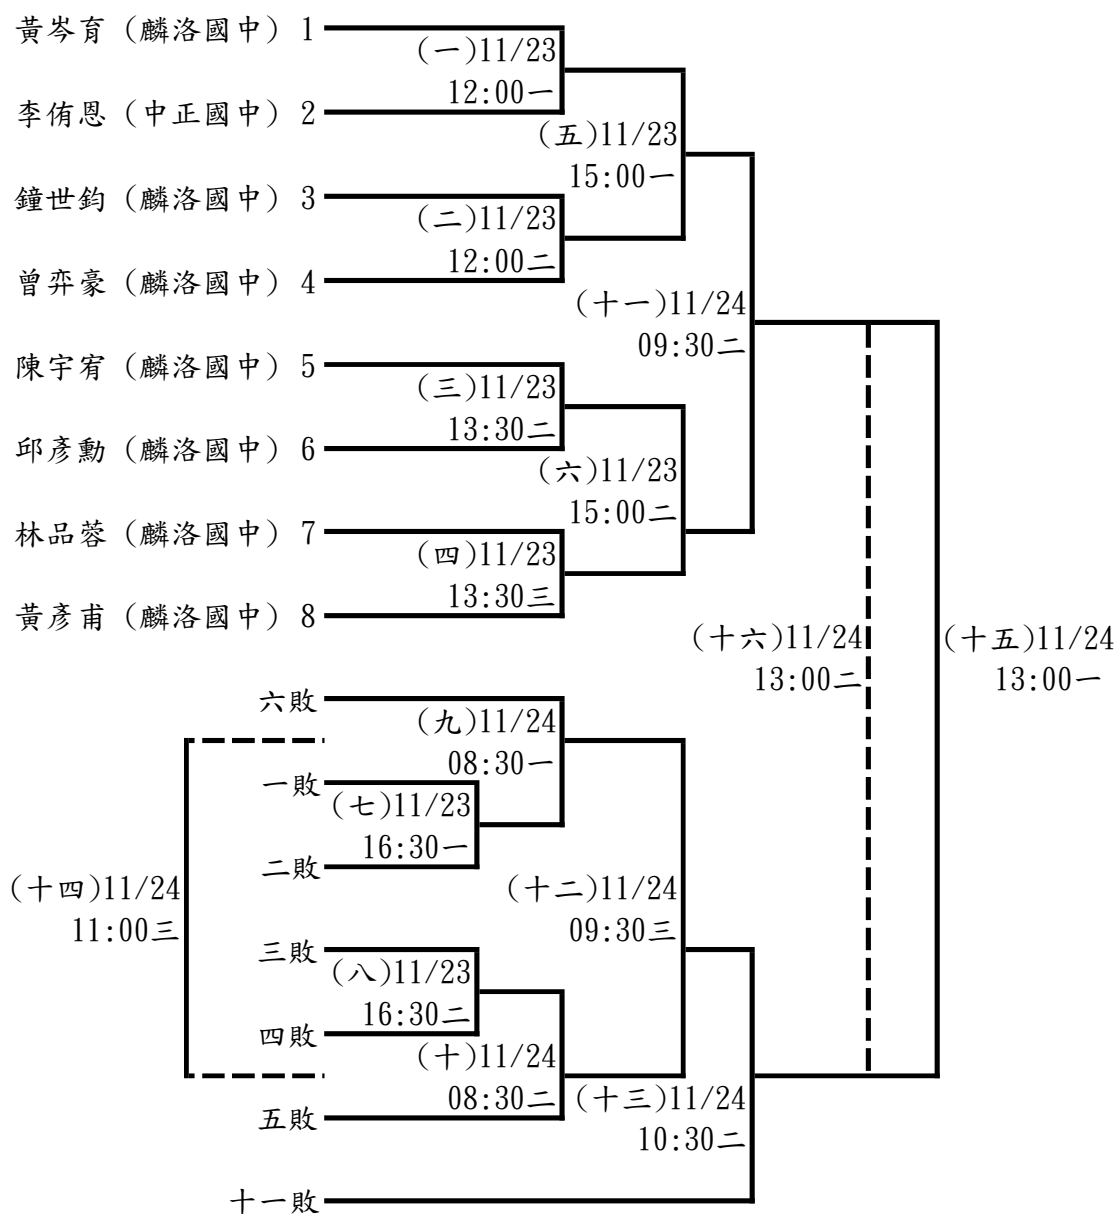 黃岑育（麟洛國中）1
(一)11/23
12:00一
李侑恩（中正國中）2
(五)11/23
15:00一
鐘世鈞（麟洛國中）3
(二)11/23
12:00二
曾弈豪（麟洛國中）4
(十一)11/24
09:30二
陳宇宥（麟洛國中）5
(三)11/23
13:30二
邱彥勳（麟洛國中）6
(六)11/23
15:00二
林品蓉（麟洛國中）7
(四)11/23
13:30三
黃彥甫（麟洛國中）8
(十六)11/24
13:00二
(十五)11/24
13:00一
六敗
(九)11/24
08:30一
一敗
(七)11/23
16:30一
二敗
(十四)11/24
11:00三
(十二)11/24
09:30三
三敗
(八)11/23
16:30二
四敗
(十)11/24
08:30二
五敗
(十三)11/24
10:30二
十一敗